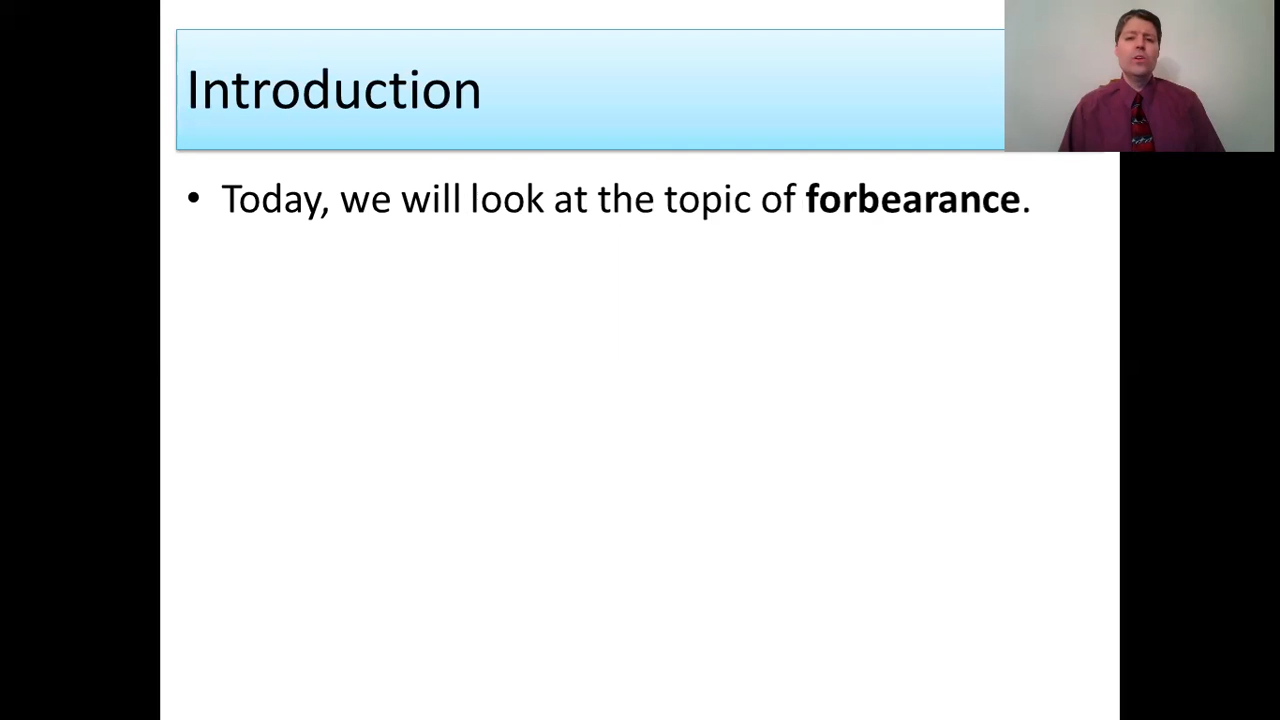 Introduction
• Today, we will look at the topic of forbearance.